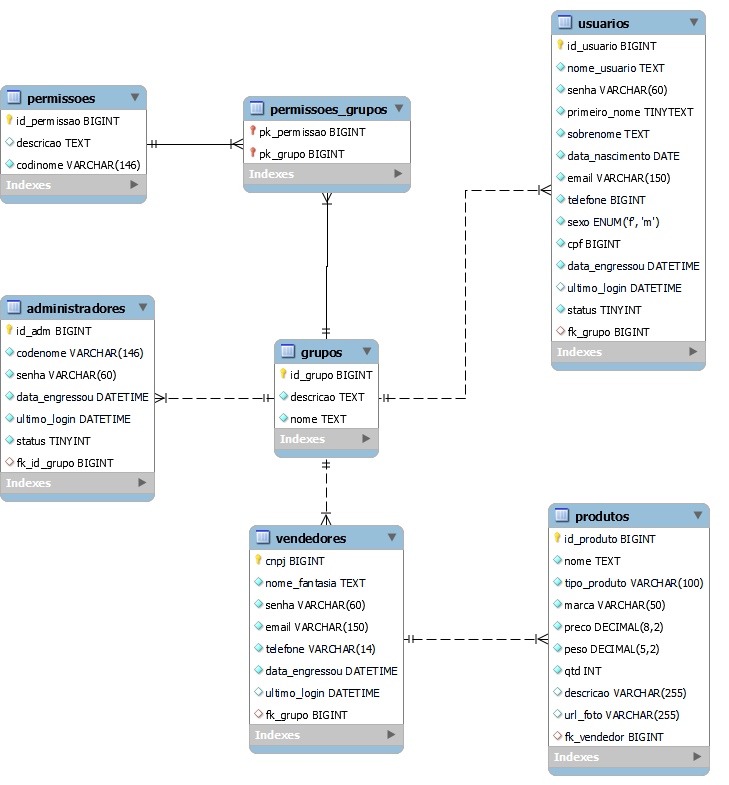 permissoes
id_permissao BIGINT
descricao TEXT
codinome VARCHAR(146)
Indexes
permissoes_grupos
pk_permissao BIGINT
pk_grupo BIGINT
Indexes
usuarios
id_usuario BIGINT
nome_usuario TEXT
senha VARCHAR(60)
primeiro_nome TINYTEXT
sobrenome TEXT
data_nascimento DATE
email VARCHAR(150)
telefone BIGINT
sexo ENUM('f', 'm')
cpf BIGINT
data_engressou DATETIME
ultimo_login DATETIME
status TINYINT
fk_grupo BIGINT
Indexes
administradores
id_adm BIGINT
codenome VARCHAR(146)
senha VARCHAR(60)
data_engressou DATETIME
ultimo_login DATETIME
status TINYINT
fk_id_grupo BIGINT
Indexes
grupos
id_grupo BIGINT
descricao TEXT
nome TEXT
Indexes
vendedores
cnpj BIGINT
nome_fantasia TEXT
senha VARCHAR(60)
email VARCHAR(150)
telefone VARCHAR(14)
data_engressou DATETIME
ultimo_login DATETIME
fk_grupo BIGINT
Indexes
produtos
id_produto BIGINT
nome TEXT
tipo_produto VARCHAR(100)
marca VARCHAR(50)
preco DECIMAL(8,2)
peso DECIMAL(5,2)
qtd INT
descricao VARCHAR(255)
url_foto VARCHAR(255)
fk_vendedor BIGINT
Indexes